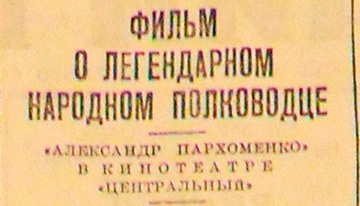 ФИЛЬМ
О ЛЕГЕНДАРНОМ
НАРОДНОМ ПОЛКОВОДЦЕ
«АЛЕКСАНДР ПАРХОМЕНКО»
В КИНОТЕАТРЕ
«ЦЕНТРАЛЬНЫЙ»